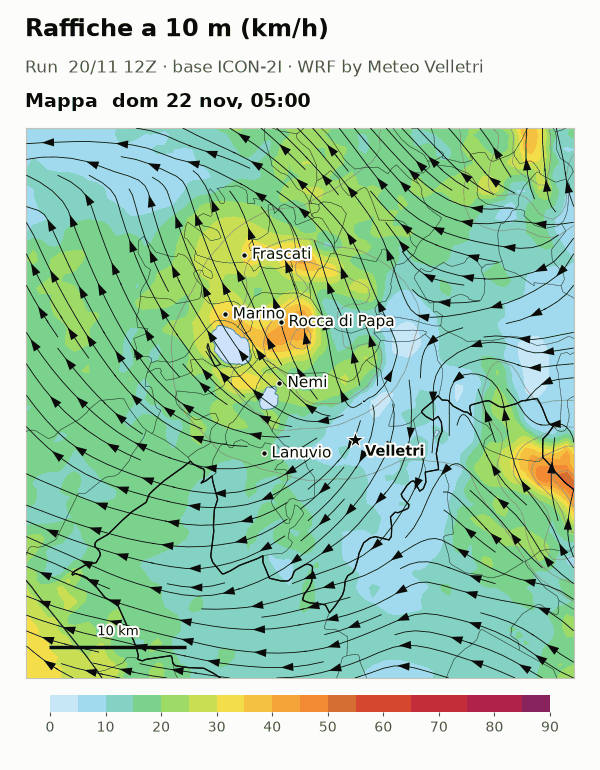 Raffiche a 10 m (km/h)
Run  20/11 12Z · base ICON-2I · WRF by Meteo Velletri
Mappa  dom 22 nov, 05:00
Frascati
Marino
Rocca di Papa
Nemi
Velletri
Lanuvio
10 km
0 10 20 30 40 50 60 70 80 90